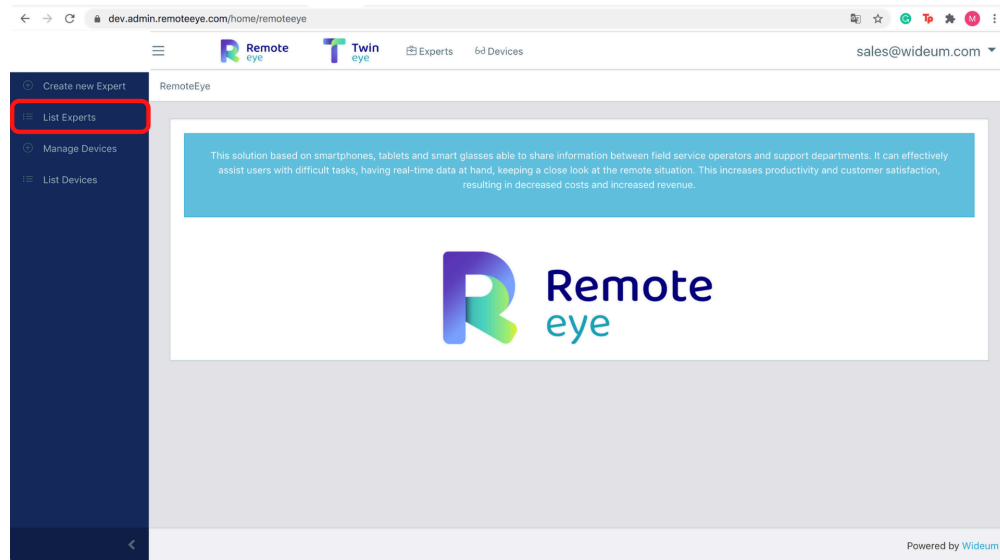 dev.admin.remoteeye.com/home/remoteeye
Remote
eye
Twin
eye
Experts
Devices
sales@wideum.com
Create new Expert
List Experts
Manage Devices
List Devices
RemoteEye
This solution based on smartphones, tablets and smart glasses able to share information between field service operators and support departments. It can effectively
assist users with difficult tasks, having real-time data at hand, keeping a close look at the remote situation. This increases productivity and customer satisfaction,
resulting in decreased costs and increased revenue.
Remote
eye
Powered by Wideum